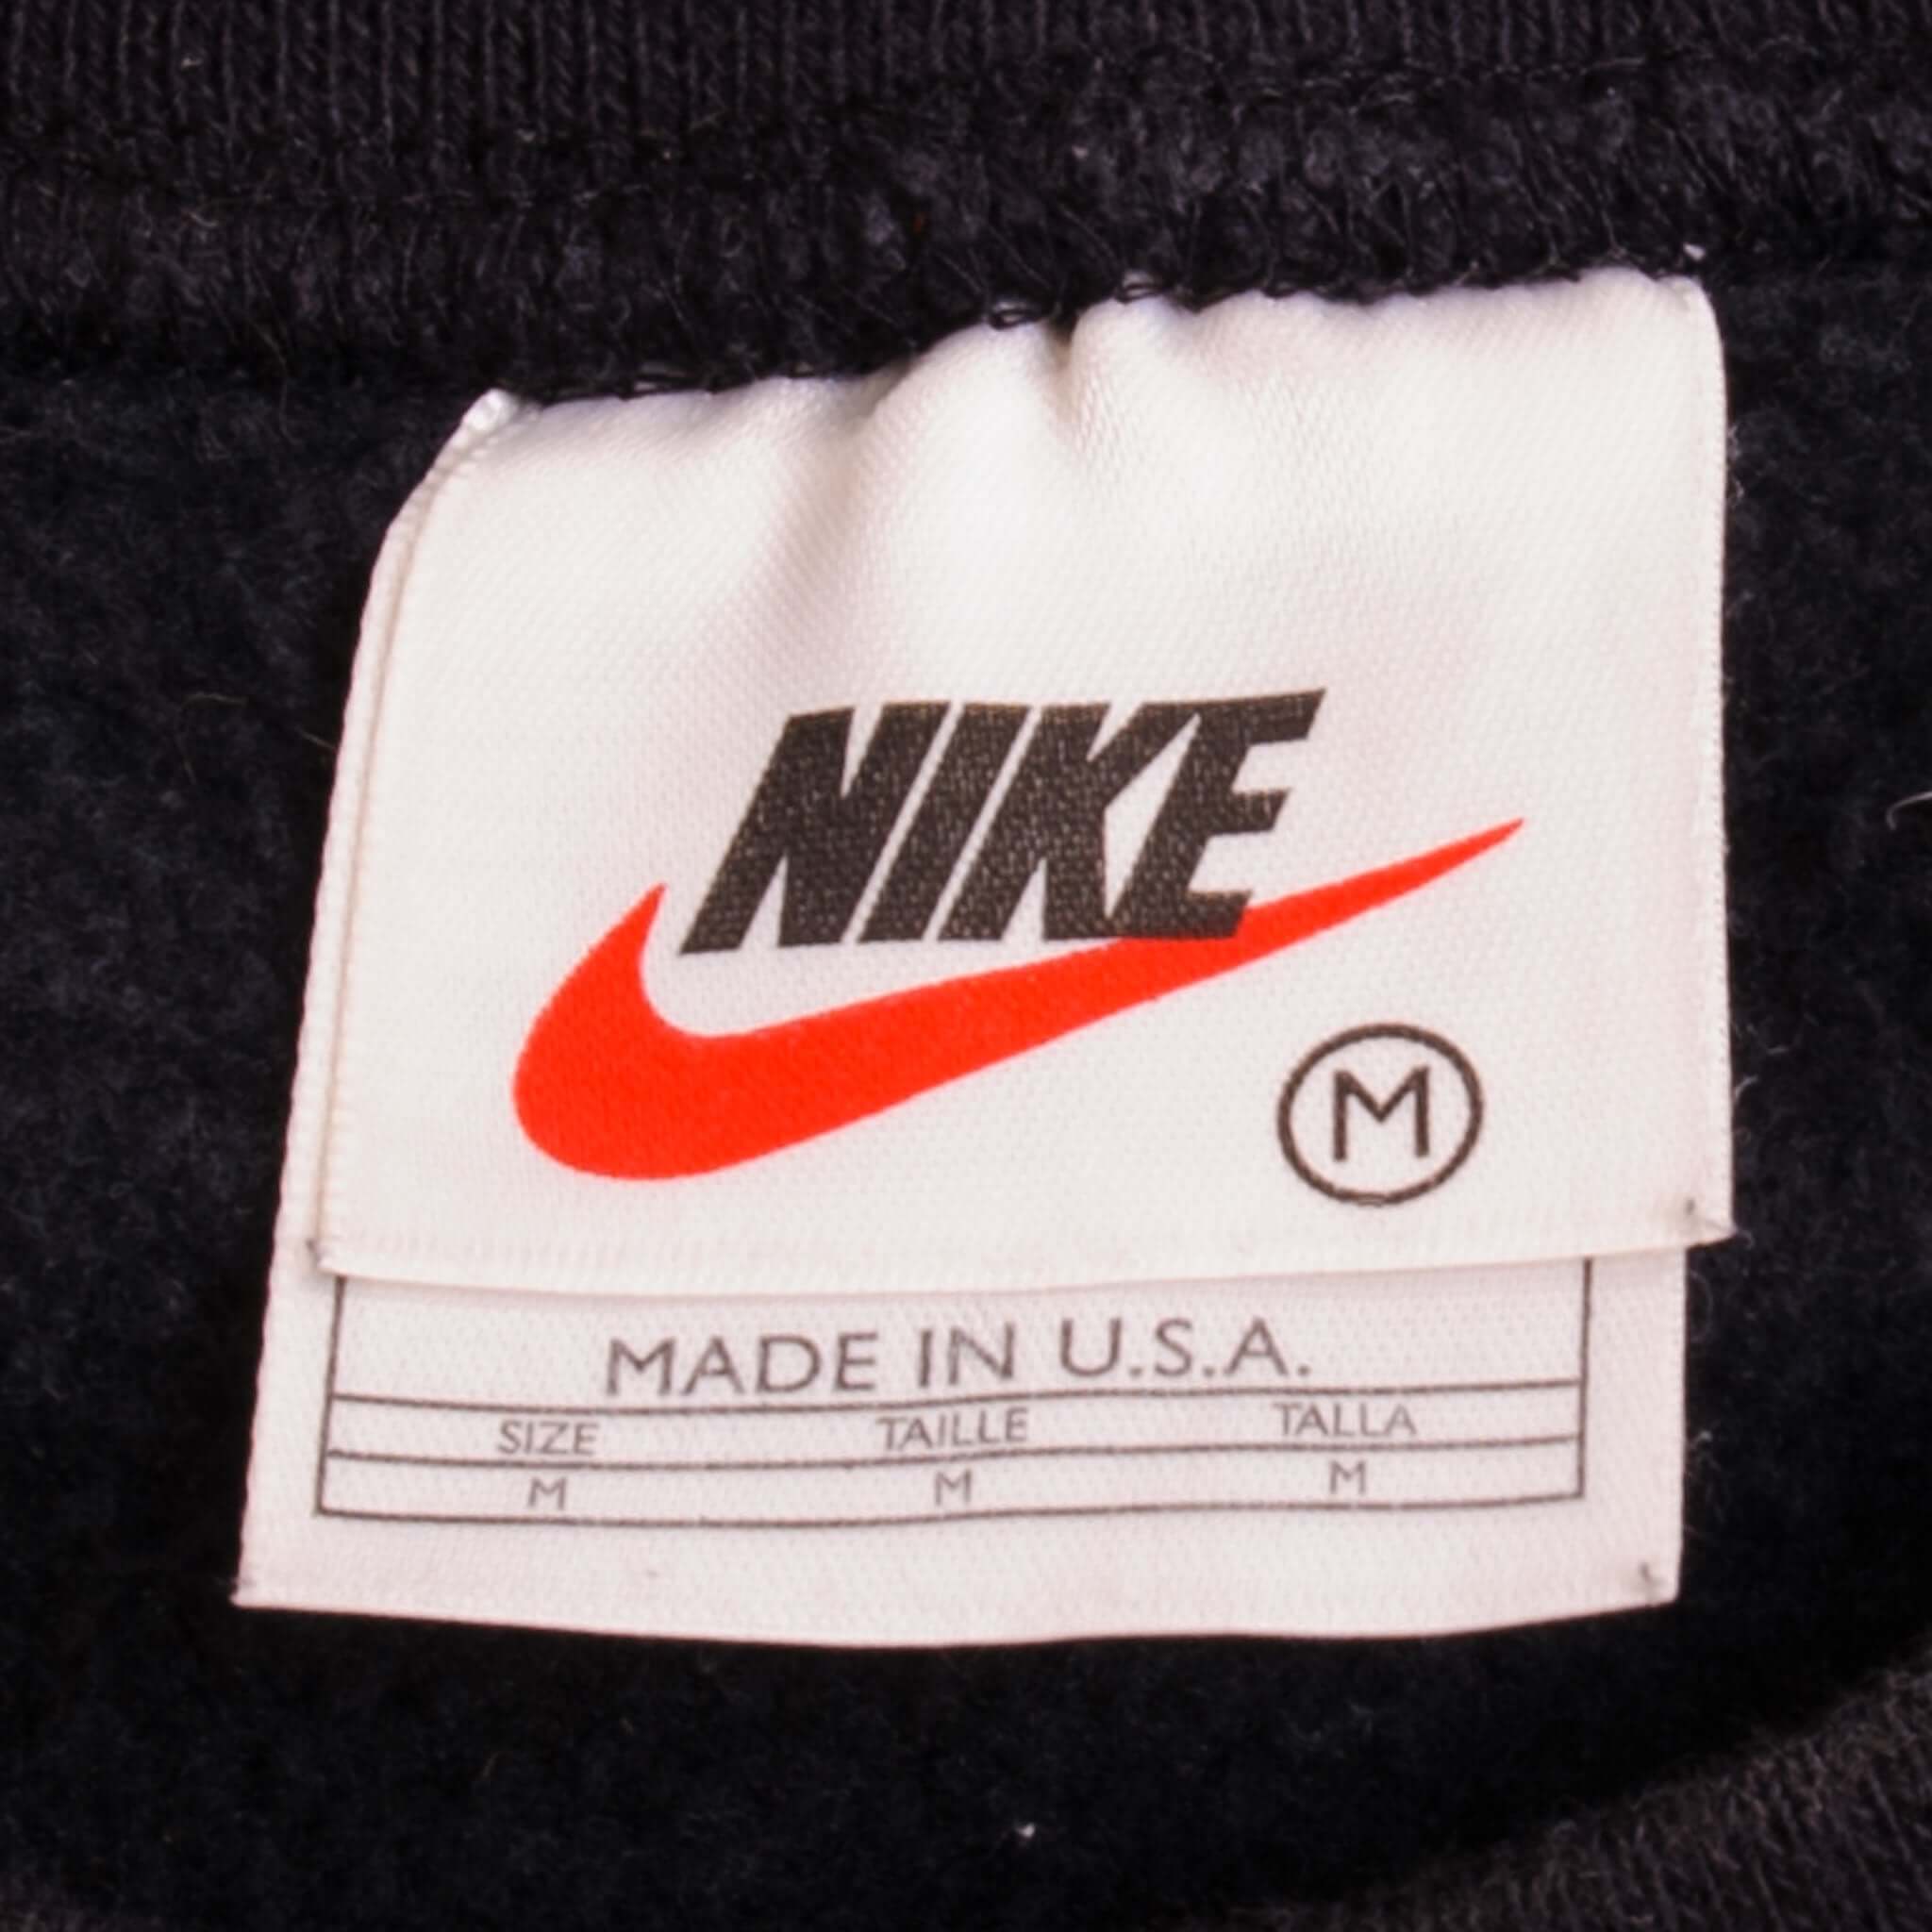 NIKE
M
MADE IN U.S.A.
SIZE TAILLE TALLA
M M M